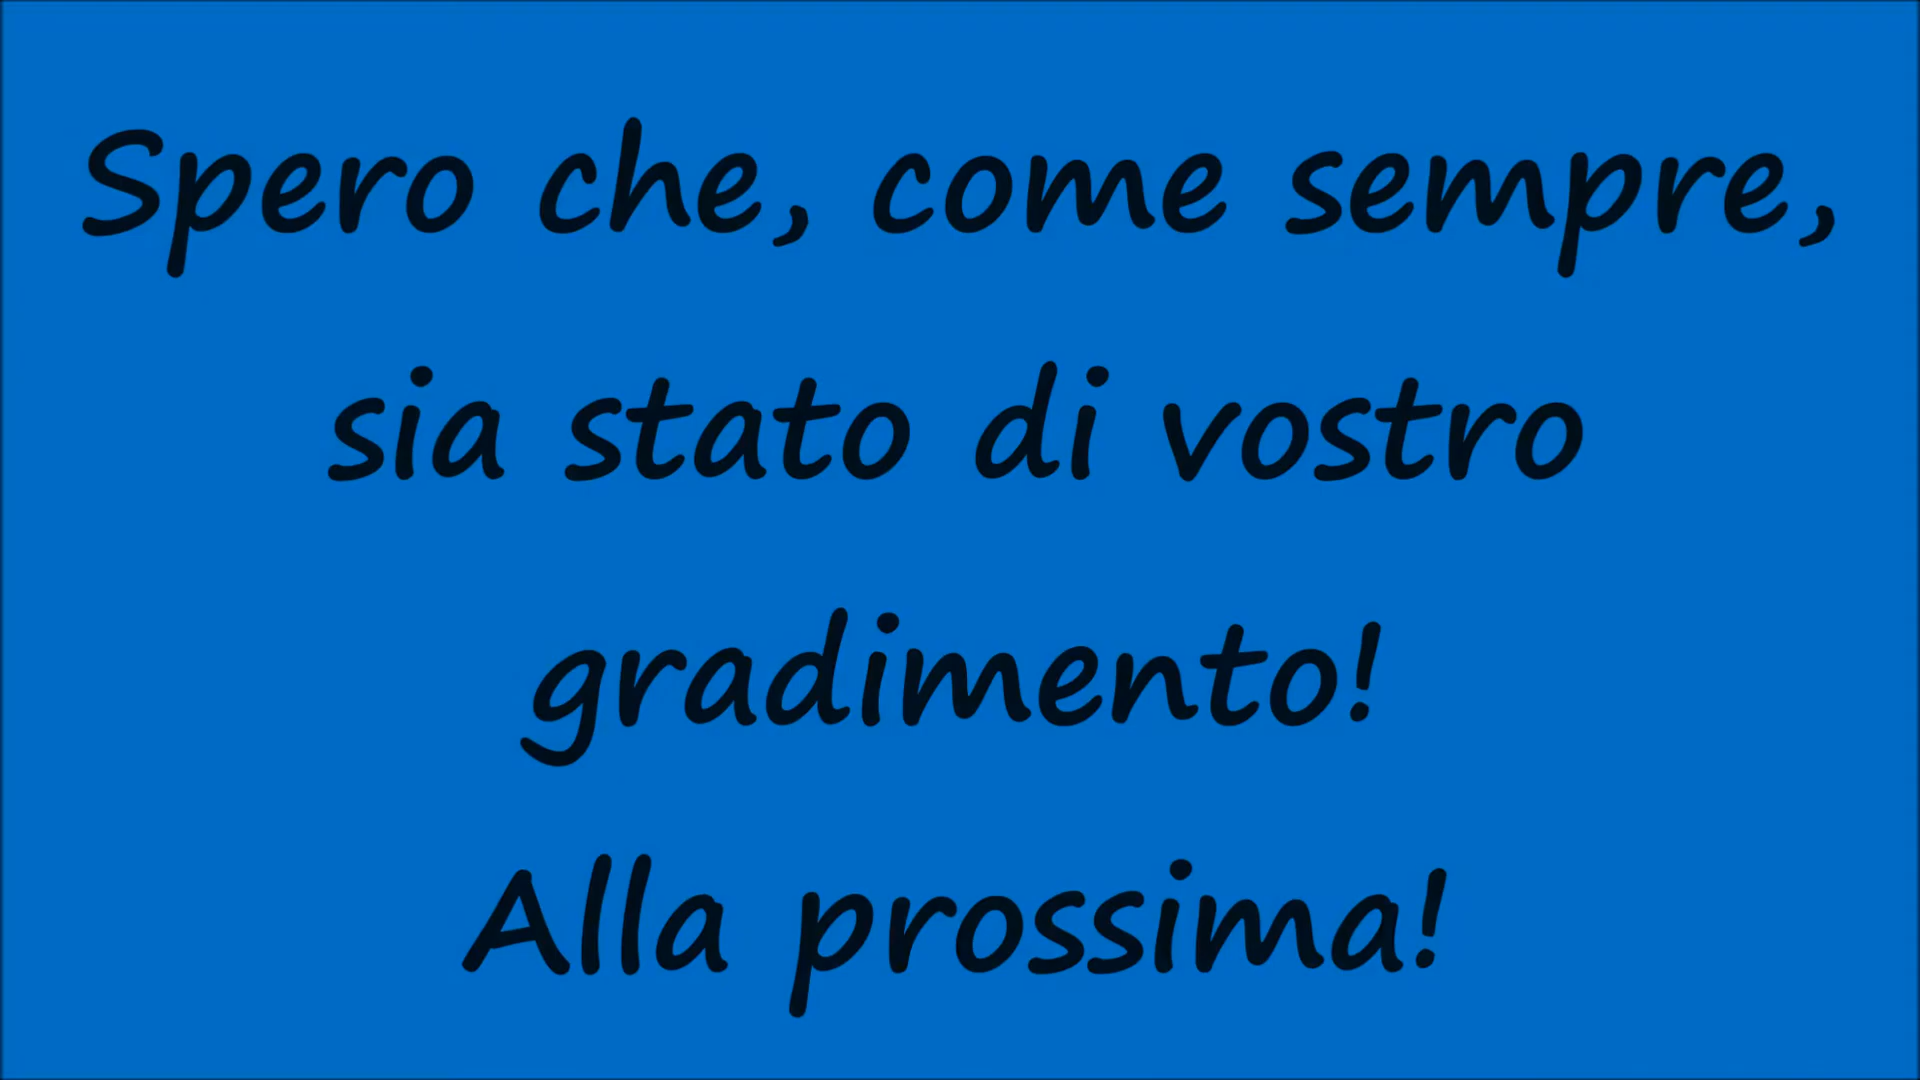 Spero che, come sempre,
sia stato di vostro
gradimento!
Alla prossima!